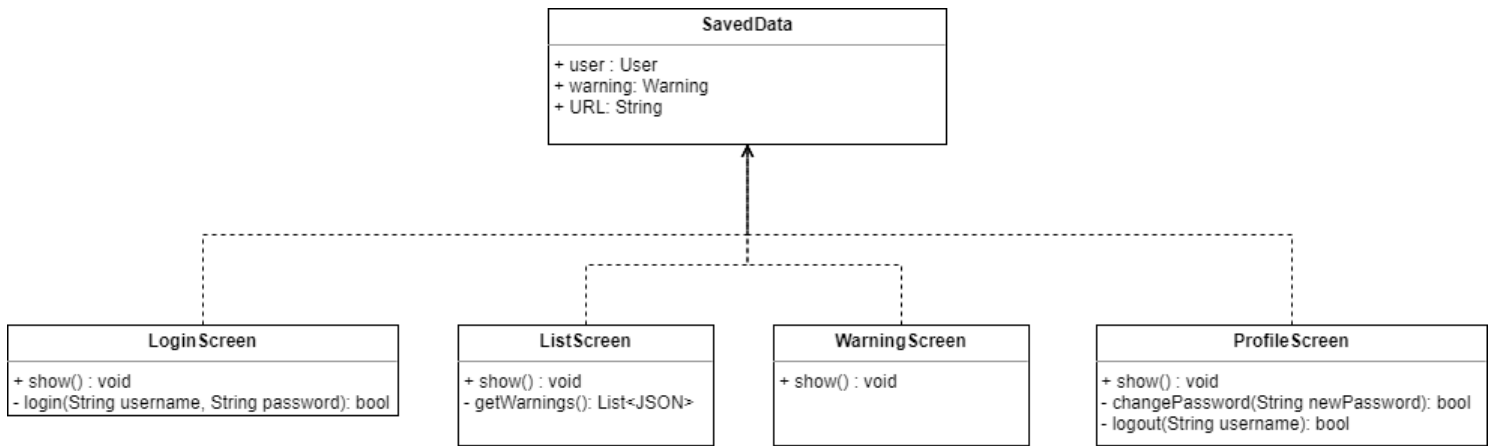 SavedData
+ user : User
+ warning: Warning
+ URL: String
LoginScreen
+ show() : void
- login(String username, String password): bool
ListScreen
+ show() : void
- getWarnings(): List<JSON>
WarningScreen
+ show() : void
ProfileScreen
+ show() : void
- changePassword(String newPassword): bool
- logout(String username): bool